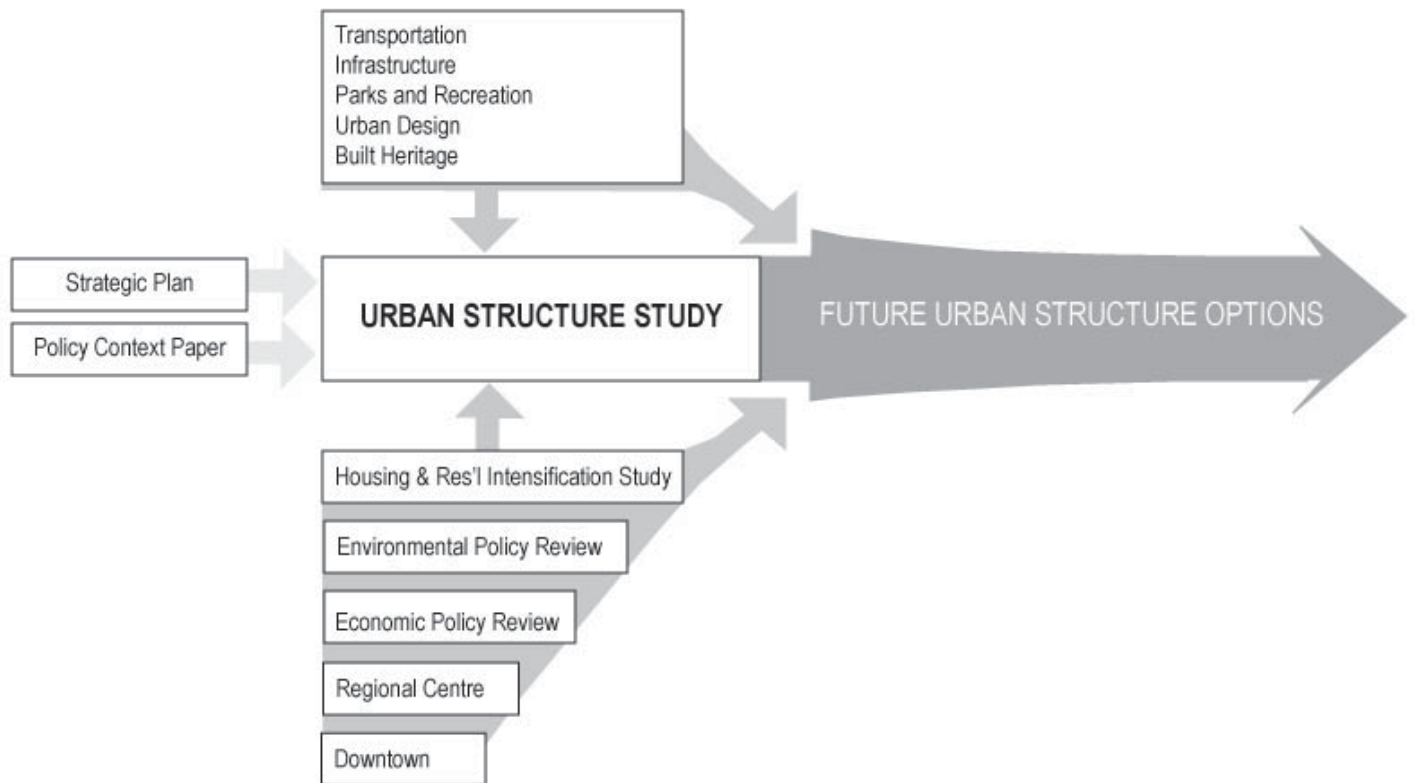 Transportation
Infrastructure
Parks and Recreation
Urban Design
Built Heritage
Strategic Plan
Policy Context Paper
URBAN STRUCTURE STUDY
FUTURE URBAN STRUCTURE OPTIONS
Housing & Res'l Intensification Study
Environmental Policy Review
Economic Policy Review
Regional Centre
Downtown